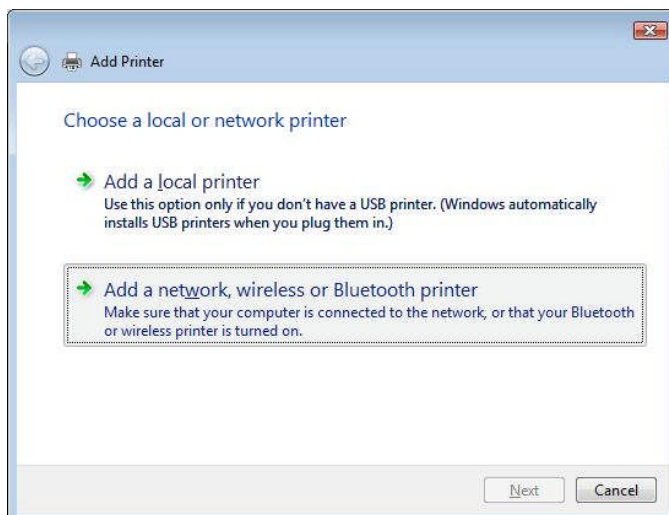 Add Printer
Choose a local or network printer
Add a local printer
Use this option only if you don't have a USB printer. (Windows automatically
installs USB printers when you plug them in.)
Add a network, wireless or Bluetooth printer
Make sure that your computer is connected to the network, or that your Bluetooth
or wireless printer is turned on.
Next Cancel